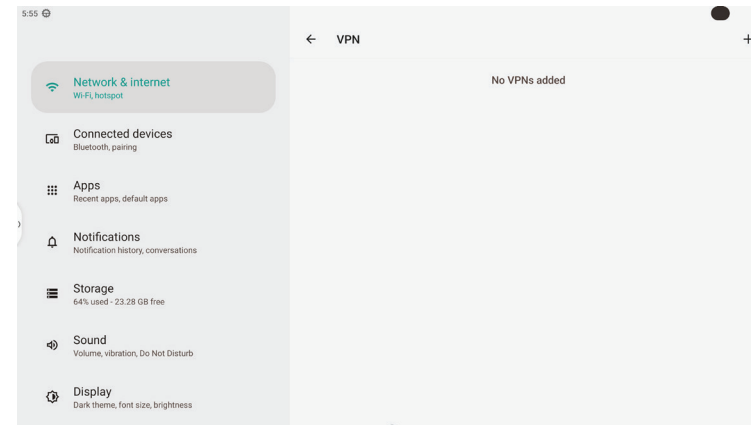 5:55
VPN
No VPNs added
Network & internet
Wi-Fi, hotspot
Connected devices
Bluetooth, pairing
Apps
Recent apps, default apps
Notifications
Notification history, conversations
Storage
64% used - 23.28 GB free
Sound
Volume, vibration, Do Not Disturb
Display
Dark theme, font size, brightness